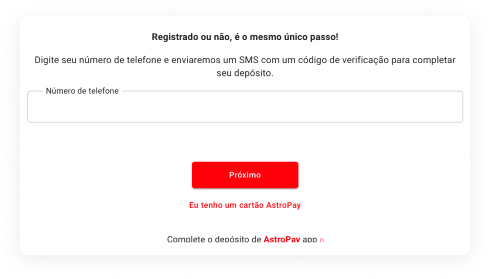 Registrado ou não, é o mesmo único passo!
Digite seu número de telefone e enviaremos um SMS com um código de verificação para completar
seu depósito.
Número de telefone
Próximo
Eu tenho um cartão AstroPay
Complete o depósito de AstroPay app